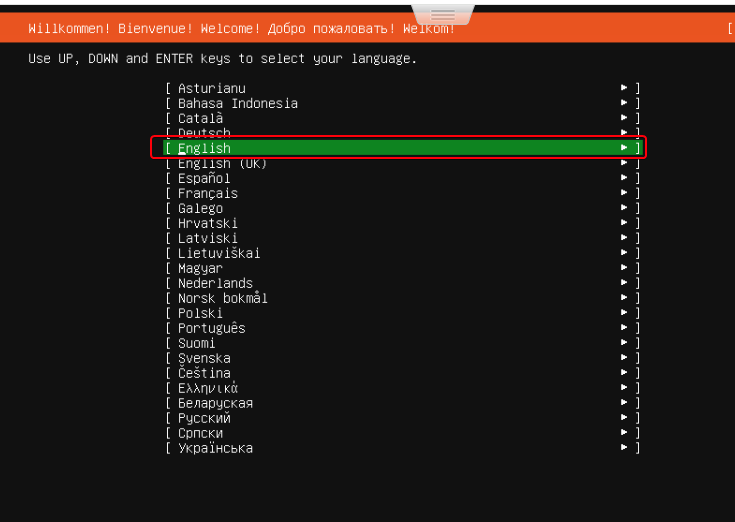 Willkommen! Bienvenue! Welcome! Добро пожаловать! Welkom! [
Use UP, DOWN and ENTER keys to select your language.
[ Asturianu ► ]
[ Bahasa Indonesia ► ]
[ Català ► ]
[ Deutsch ► ]
[ English ► ]
[ English (UK) ► ]
[ Español ► ]
[ Français ► ]
[ Galego ► ]
[ Hrvatski ► ]
[ Latviski ► ]
[ Lietuviškai ► ]
[ Magyar ► ]
[ Nederlands ► ]
[ Norsk bokmål ► ]
[ Polski ► ]
[ Português ► ]
[ Suomi ► ]
[ Svenska ► ]
[ Čeština ► ]
[ Ελληνικά ► ]
[ Беларуская ► ]
[ Русский ► ]
[ Српски ► ]
[ Українська ► ]